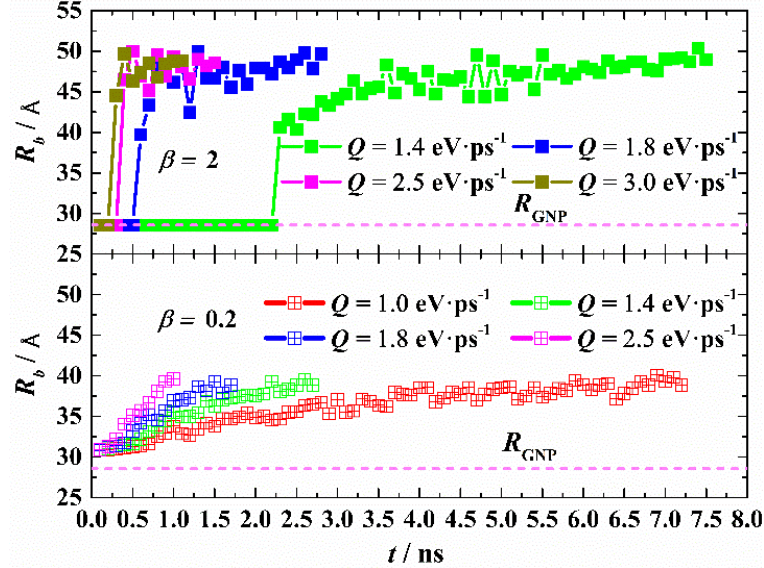 55
50
45
40
35
30
25
R_b / Å
β = 2
Q = 1.4 eV·ps⁻¹
Q = 1.8 eV·ps⁻¹
Q = 2.5 eV·ps⁻¹
Q = 3.0 eV·ps⁻¹
R_GNP
50
45
40
35
30
25
R_b / Å
β = 0.2
Q = 1.0 eV·ps⁻¹
Q = 1.4 eV·ps⁻¹
Q = 1.8 eV·ps⁻¹
Q = 2.5 eV·ps⁻¹
R_GNP
0.0 0.5 1.0 1.5 2.0 2.5 3.0 3.5 4.0 4.5 5.0 5.5 6.0 6.5 7.0 7.5 8.0
t / ns